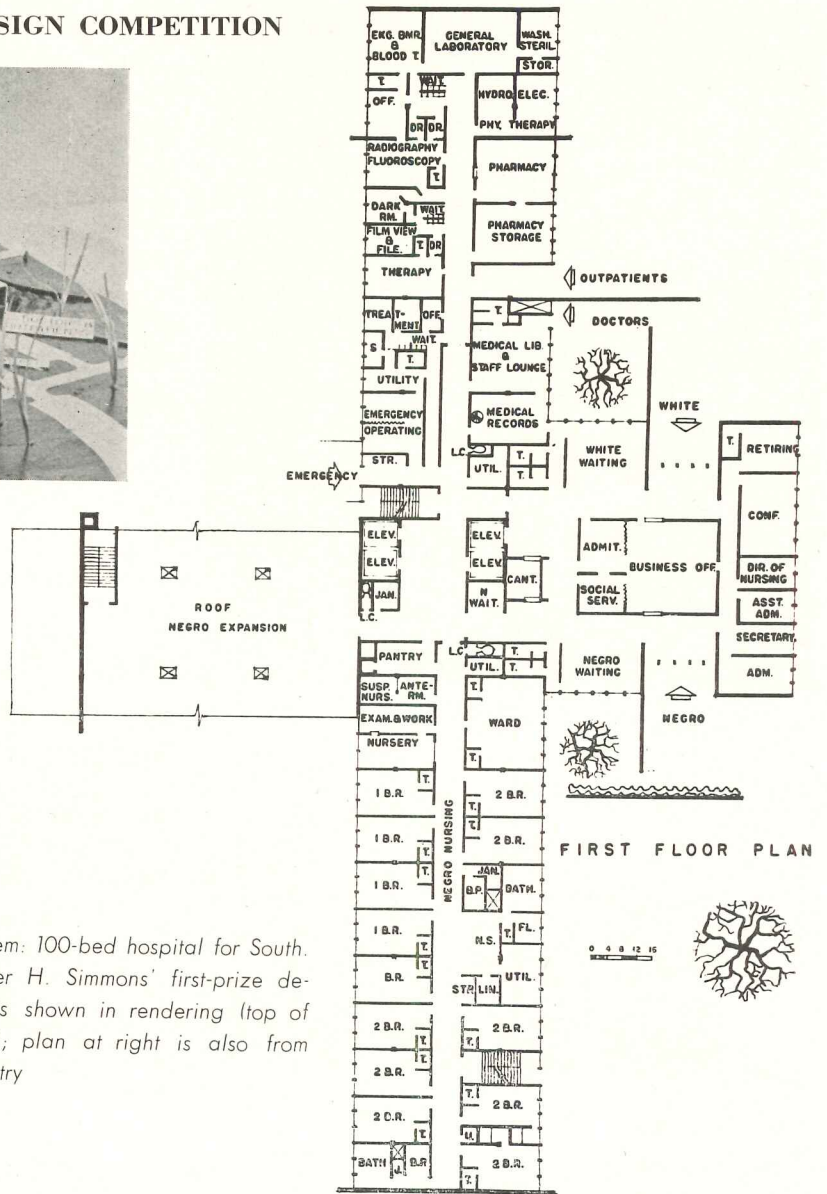 SIGN COMPETITION
EKG. BMR.
&
BLOOD T.
GENERAL
LABORATORY
WASH.
STERIL.
STOR.
T.
WAIT.
OFF.
HYDRO
ELEC.
DR.
DR.
PHY. THERAPY
RADIOGRAPHY
FLUOROSCOPY
T.
PHARMACY
DARK
RM.
WAIT.
FILM VIEW
&
FILE.
T.
DR.
PHARMACY
STORAGE
THERAPY
OUTPATIENTS
TREAT-
MENT
OFF.
T.
DOCTORS
WAIT.
S
T.
MEDICAL LIB.
&
STAFF LOUNGE
UTILITY
WHITE
EMERGENCY
OPERATING
MEDICAL
RECORDS
T.
RETIRING
STR.
L.C.
UTIL.
T.
T.
WHITE
WAITING
EMERGENCY
CONF.
ELEC.
ELEV.
ELEV.
ELEV.
ADMIT.
BUSINESS OFF.
JAN.
N
WAIT.
CANT.
SOCIAL
SERV.
DIR. OF
NURSING
ASST.
ADM.
L.C.
ROOF
NEGRO EXPANSION
SECRETARY
PANTRY
L.C.
UTIL.
T.
T.
NEGRO
WAITING
ADM.
SUSP.
NURS.
ANTE-
RM.
T.
NEGRO
EXAM. & WORK
WARD
NURSERY
T.
1 B.R.
T.
2 B.R.
T.
NEGRO NURSING
1 B.R.
T.
T.
2 B.R.
FIRST FLOOR PLAN
T.
1 B.R.
JAN.
B.P.
BATH.
1 B.R.
T.
N.S.
T.
FL.
0 4 8 12 16
T.
B.R.
STR.
LIN.
UTIL.
2 B.R.
T.
T.
2 B.R.
T.
2 B.R.
T.
2 B.R.
2 B.R.
T.
U.
BATH
J.
B.R
2 B.R.
T.
em: 100-bed hospital for South.
er H. Simmons' first-prize de-
s shown in rendering (top of
; plan at right is also from
try